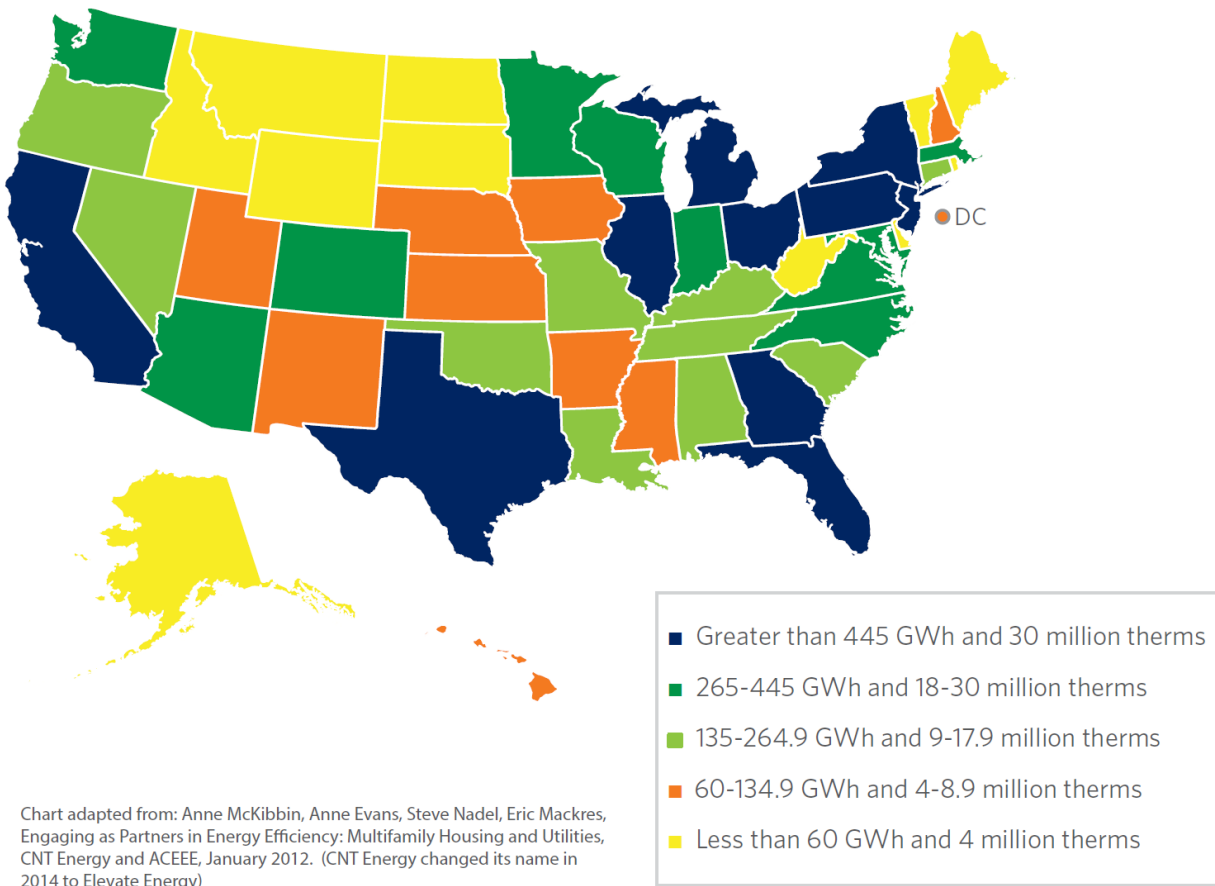 DC
Greater than 445 GWh and 30 million therms
265-445 GWh and 18-30 million therms
135-264.9 GWh and 9-17.9 million therms
60-134.9 GWh and 4-8.9 million therms
Less than 60 GWh and 4 million therms
Chart adapted from: Anne McKibbin, Anne Evans, Steve Nadel, Eric Mackres,
Engaging as Partners in Energy Efficiency: Multifamily Housing and Utilities,
CNT Energy and ACEEE, January 2012.  (CNT Energy changed its name in
2014 to Elevate Energy)